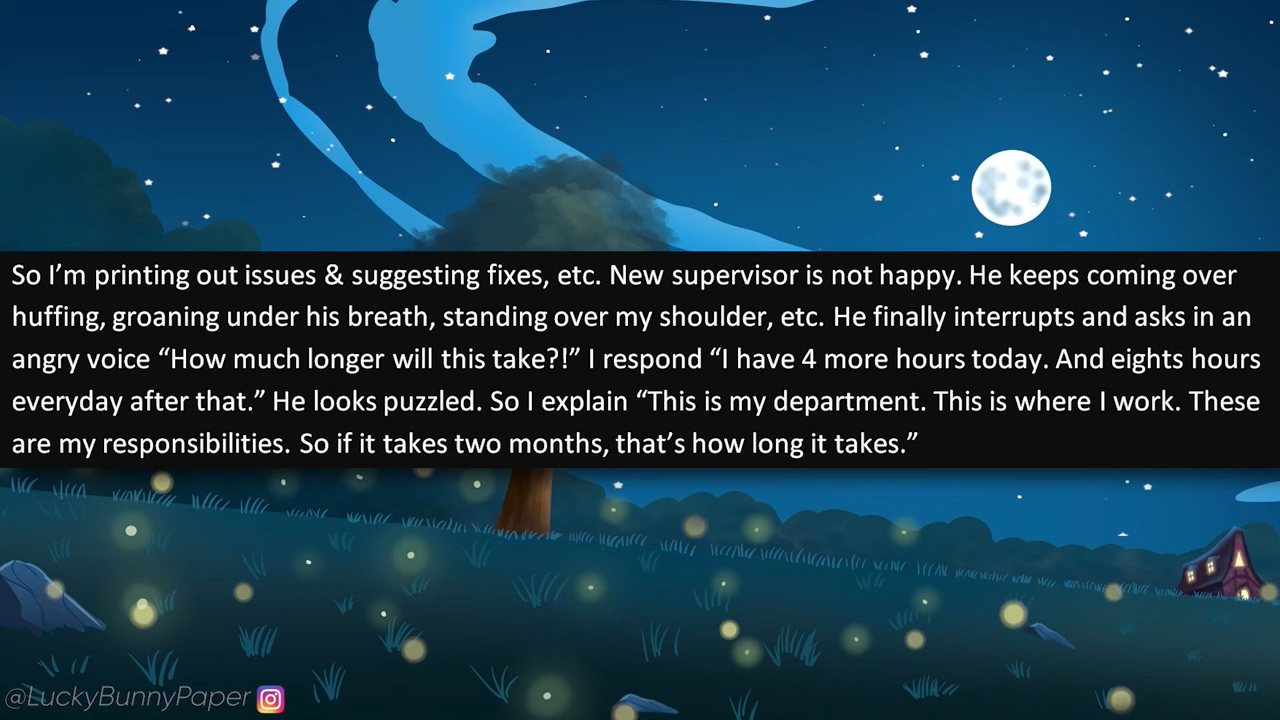 So I’m printing out issues & suggesting fixes, etc. New supervisor is not happy. He keeps coming over
huffing, groaning under his breath, standing over my shoulder, etc. He finally interrupts and asks in an
angry voice “How much longer will this take?!” I respond “I have 4 more hours today. And eights hours
everyday after that.” He looks puzzled. So I explain “This is my department. This is where I work. These
are my responsibilities. So if it takes two months, that’s how long it takes.”
@LuckyBunnyPaper